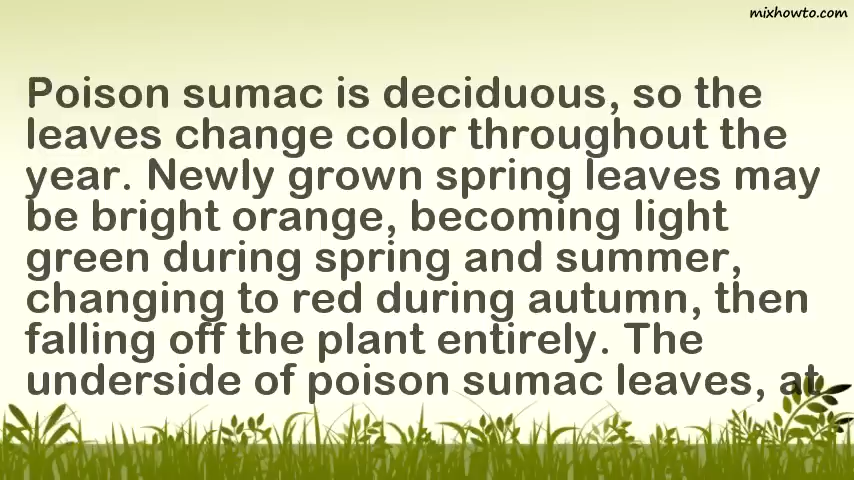 mixhowto.com
Poison sumac is deciduous, so the
leaves change color throughout the
year. Newly grown spring leaves may
be bright orange, becoming light
green during spring and summer,
changing to red during autumn, then
falling off the plant entirely. The
underside of poison sumac leaves, at